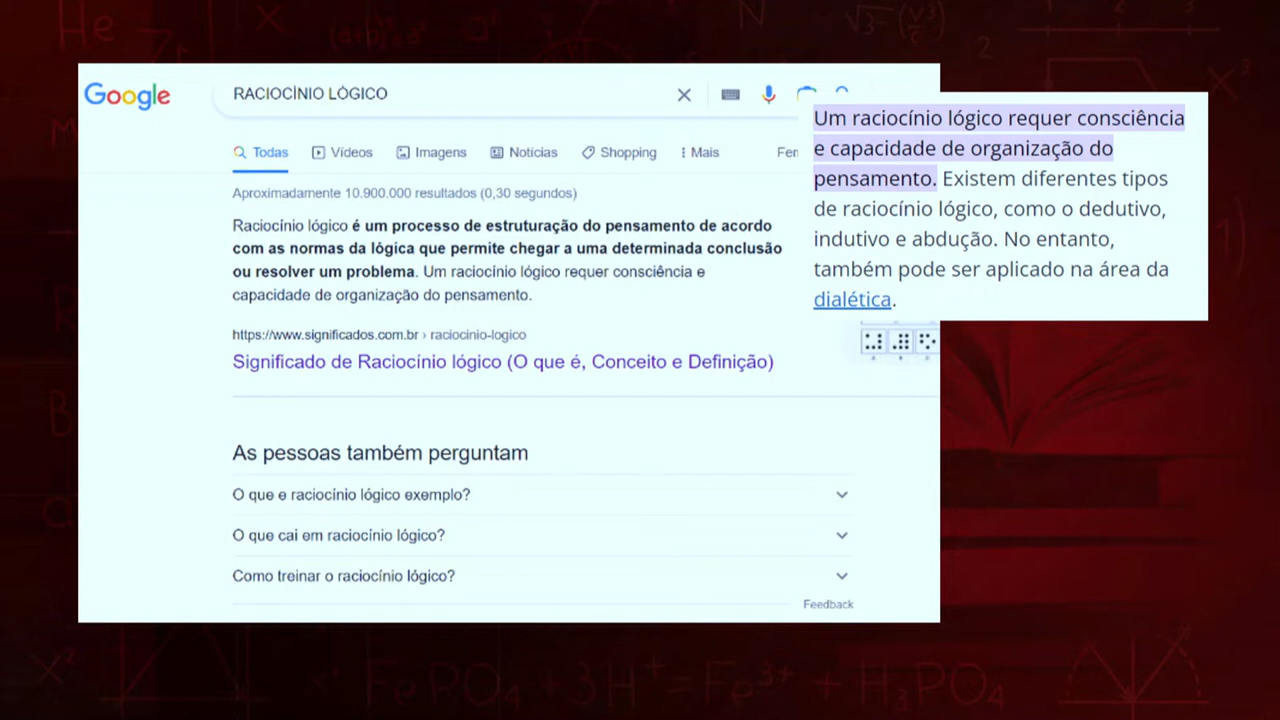 Google
RACIOCÍNIO LÓGICO
Todas
Vídeos
Imagens
Notícias
Shopping
Mais
Fer
Aproximadamente 10.900.000 resultados (0,30 segundos)
Raciocínio lógico é um processo de estruturação do pensamento de acordo
com as normas da lógica que permite chegar a uma determinada conclusão
ou resolver um problema. Um raciocínio lógico requer consciência e
capacidade de organização do pensamento.
https://www.significados.com.br › raciocinio-logico
Significado de Raciocínio lógico (O que é, Conceito e Definição)
As pessoas também perguntam
O que e raciocínio lógico exemplo?
O que cai em raciocínio lógico?
Como treinar o raciocínio lógico?
Feedback
Um raciocínio lógico requer consciência
e capacidade de organização do
pensamento. Existem diferentes tipos
de raciocínio lógico, como o dedutivo,
indutivo e abdução. No entanto,
também pode ser aplicado na área da
dialética.
He
N
FePO₄ + 3H⁺ = Fe³⁺ + H₃PO₄